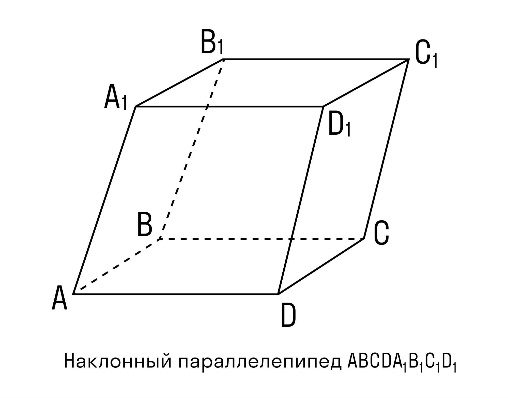 B₁
C₁
A₁
D₁
B
C
A
D
Наклонный параллелепипед ABCDA₁B₁C₁D₁